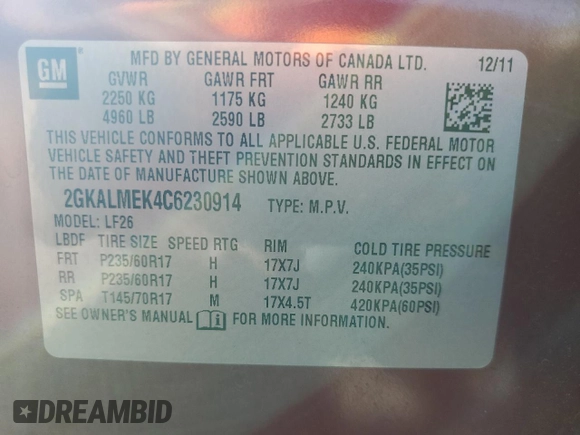 GM
MFD BY GENERAL MOTORS OF CANADA LTD. 12/11
GVWR GAWR FRT GAWR RR
2250 KG 1175 KG 1240 KG
4960 LB 2590 LB 2733 LB
THIS VEHICLE CONFORMS TO ALL APPLICABLE U.S. FEDERAL MOTOR
VEHICLE SAFETY AND THEFT PREVENTION STANDARDS IN EFFECT ON
THE DATE OF MANUFACTURE SHOWN ABOVE.
2GKALMEK4C6230914 TYPE: M.P.V.
MODEL: LF26
LBDF TIRE SIZE SPEED RTG RIM COLD TIRE PRESSURE
FRT P235/60R17 H 17X7J 240KPA(35PSI)
RR P235/60R17 H 17X7J 240KPA(35PSI)
SPA T145/70R17 M 17X4.5T 420KPA(60PSI)
SEE OWNER'S MANUAL FOR MORE INFORMATION
DREAMBID